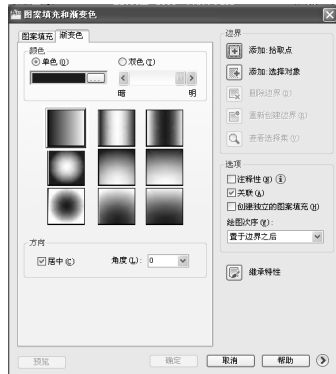 图案填充和渐变色
图案填充 渐变色
颜色
单色(O) 双色(T)
...
暗 明
方向
居中(C) 角度(L): 0
边界
添加:拾取点
添加:选择对象
删除边界(D)
重新创建边界(R)
查看选择集(V)
选项
注释性(N)
关联(A)
创建独立的图案填充(H)
绘图次序(W):
置于边界之后
继承特性
预览 确定 取消 帮助